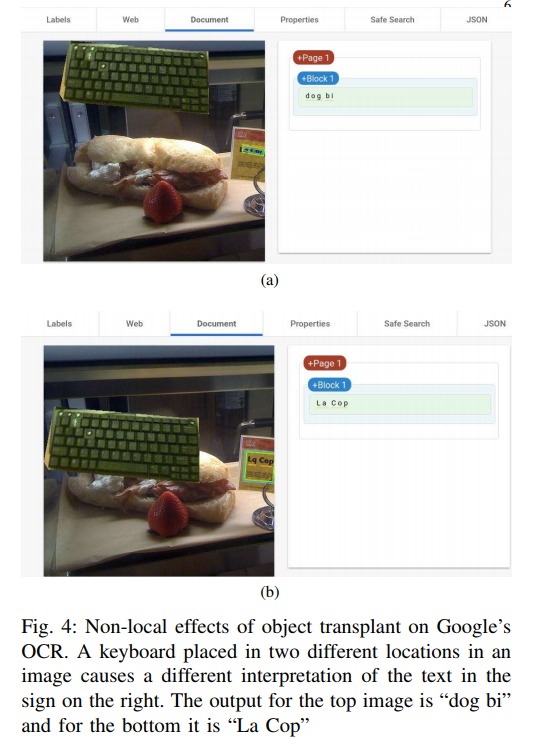 6
Labels Web Document Properties Safe Search JSON
+Page 1
+Block 1
dog bi
(a)
Labels Web Document Properties Safe Search JSON
+Page 1
+Block 1
La Cop
Lq Cop
(b)
Fig. 4: Non-local effects of object transplant on Google's
OCR. A keyboard placed in two different locations in an
image causes a different interpretation of the text in the
sign on the right. The output for the top image is “dog bi”
and for the bottom it is “La Cop”